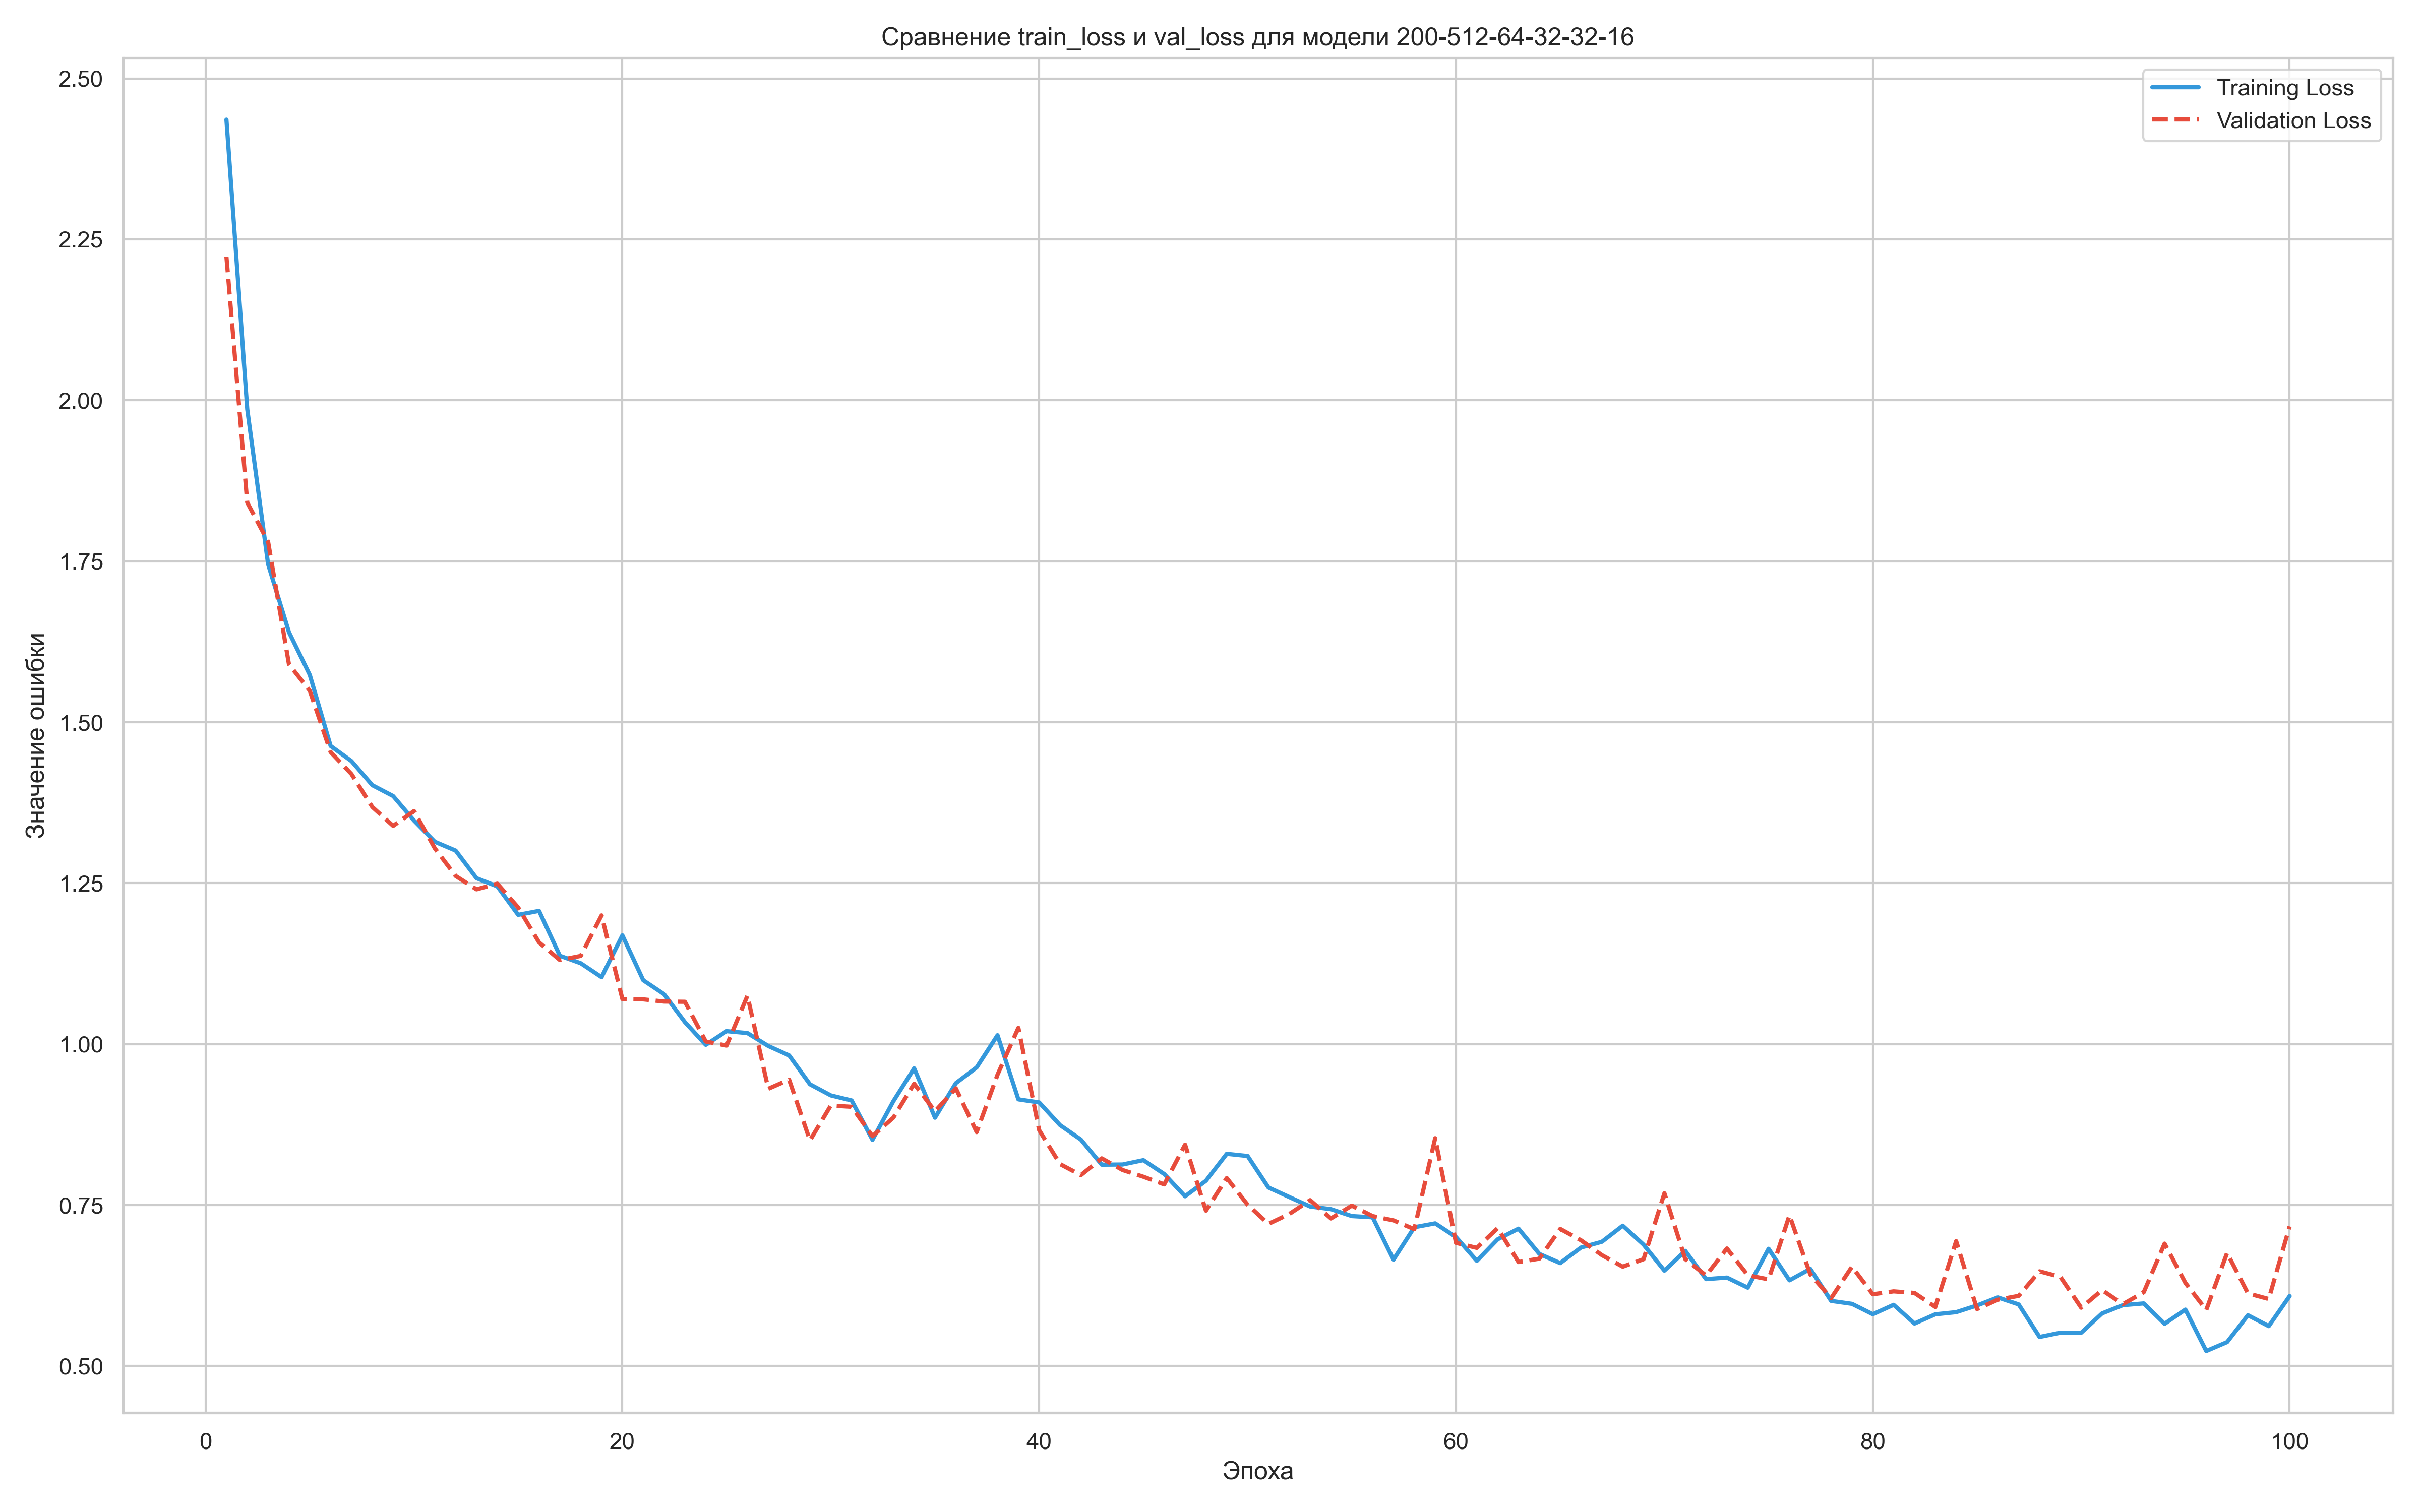 Сравнение train_loss и val_loss для модели 200-512-64-32-32-16
Training Loss
Validation Loss
2.50
2.25
2.00
1.75
1.50
1.25
1.00
0.75
0.50
Значение ошибки
0 20 40 60 80 100
Эпоха